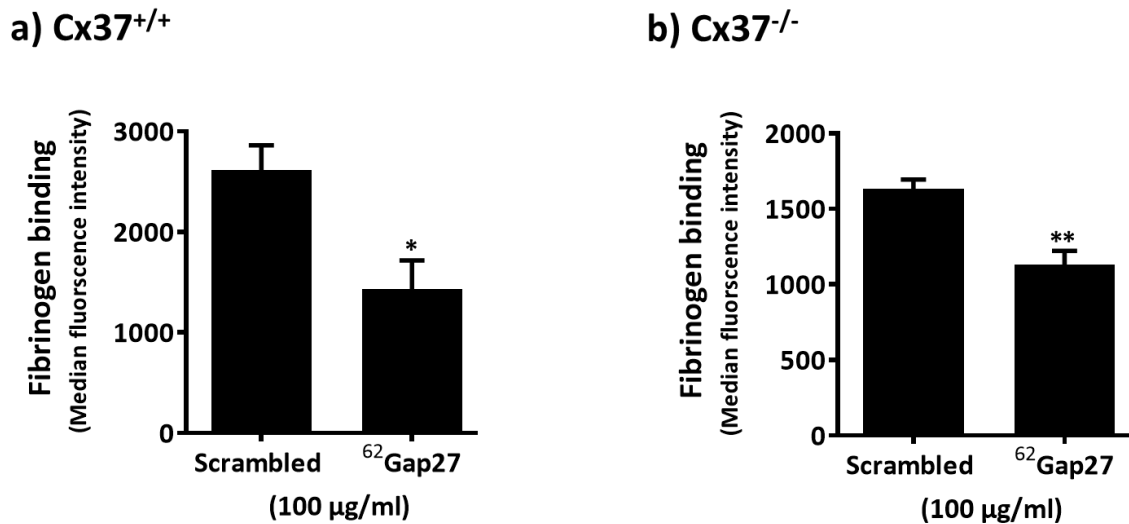 a) Cx37+/+
Fibrinogen binding
(Median fluorscence intensity)
3000
2000
1000
0
*
Scrambled
62Gap27
(100 µg/ml)
b) Cx37-/-
Fibrinogen binding
(Median fluorscence intensity)
2000
1500
1000
500
0
**
Scrambled
62Gap27
(100 µg/ml)